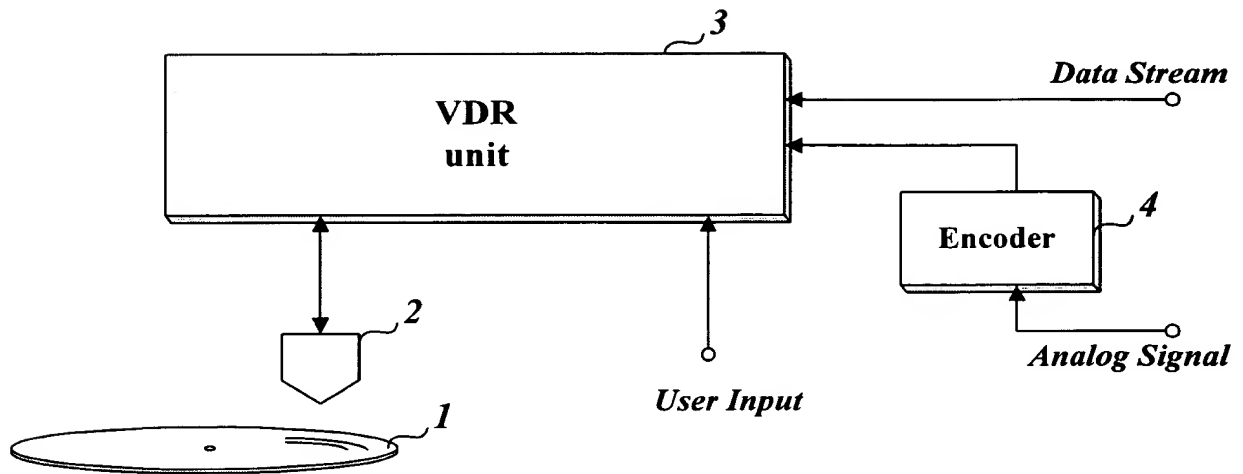 3
Data Stream
VDR
unit
4
Encoder
2
Analog Signal
User Input
1